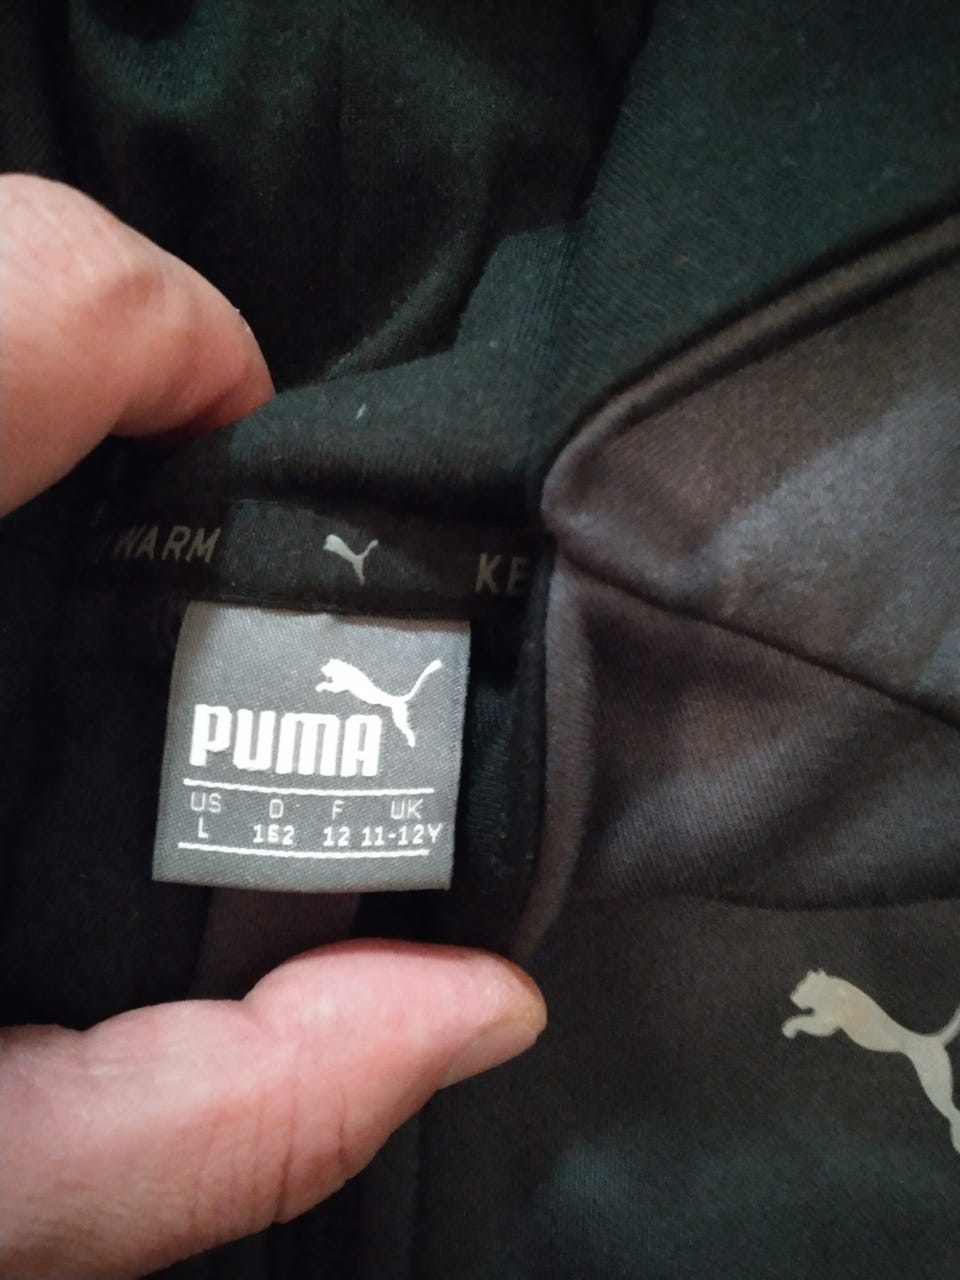 WARM KE
PUMA
US D F UK
L 152 12 11-12Y